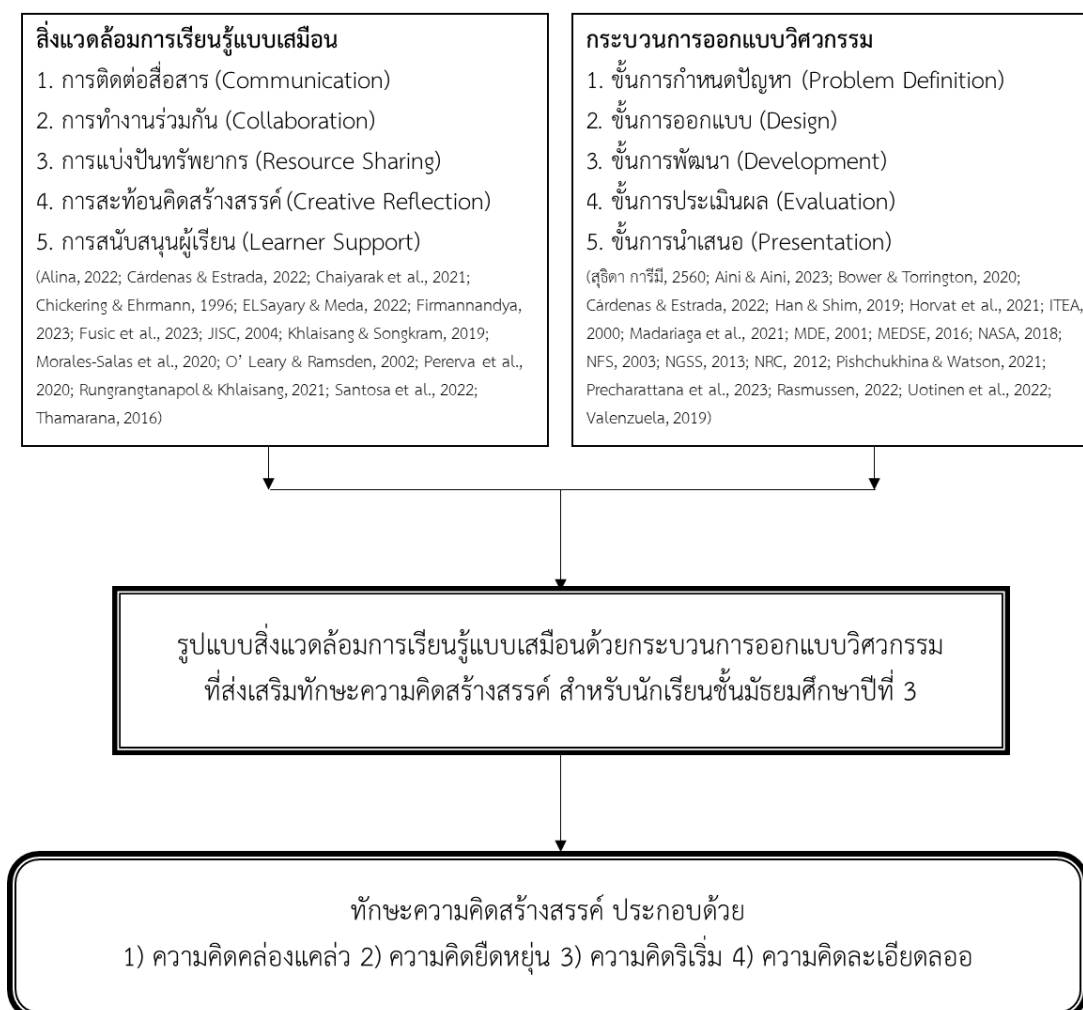 สิ่งแวดล้อมการเรียนรู้แบบเสมือน
1. การติดต่อสื่อสาร (Communication)
2. การทำงานร่วมกัน (Collaboration)
3. การแบ่งปันทรัพยากร (Resource Sharing)
4. การสะท้อนคิดสร้างสรรค์ (Creative Reflection)
5. การสนับสนุนผู้เรียน (Learner Support)
(Alina, 2022; Cárdenas & Estrada, 2022; Chaiyarak et al., 2021;
Chickering & Ehrmann, 1996; ELSayary & Meda, 2022; Firmannandya,
2023; Fusic et al., 2023; JISC, 2004; Khlaisang & Songkram, 2019;
Morales-Salas et al., 2020; O’ Leary & Ramsden, 2002; Pererva et al.,
2020; Rungrangtanapol & Khlaisang, 2021; Santosa et al., 2022;
Thamarana, 2016)
กระบวนการออกแบบวิศวกรรม
1. ขั้นการกำหนดปัญหา (Problem Definition)
2. ขั้นการออกแบบ (Design)
3. ขั้นการพัฒนา (Development)
4. ขั้นการประเมินผล (Evaluation)
5. ขั้นการนำเสนอ (Presentation)
(สุธิดา การีมี, 2560; Aini & Aini, 2023; Bower & Torrington, 2020;
Cárdenas & Estrada, 2022; Han & Shim, 2019; Horvat et al., 2021; ITEA,
2000; Madariaga et al., 2021; MDE, 2001; MEDSE, 2016; NASA, 2018;
NFS, 2003; NGSS, 2013; NRC, 2012; Pishchukhina & Watson, 2021;
Precharattana et al., 2023; Rasmussen, 2022; Uotinen et al., 2022;
Valenzuela, 2019)
รูปแบบสิ่งแวดล้อมการเรียนรู้แบบเสมือนด้วยกระบวนการออกแบบวิศวกรรม
ที่ส่งเสริมทักษะความคิดสร้างสรรค์ สำหรับนักเรียนชั้นมัธยมศึกษาปีที่ 3
ทักษะความคิดสร้างสรรค์ ประกอบด้วย
1) ความคิดคล่องแคล่ว 2) ความคิดยืดหยุ่น 3) ความคิดริเริ่ม 4) ความคิดละเอียดลออ